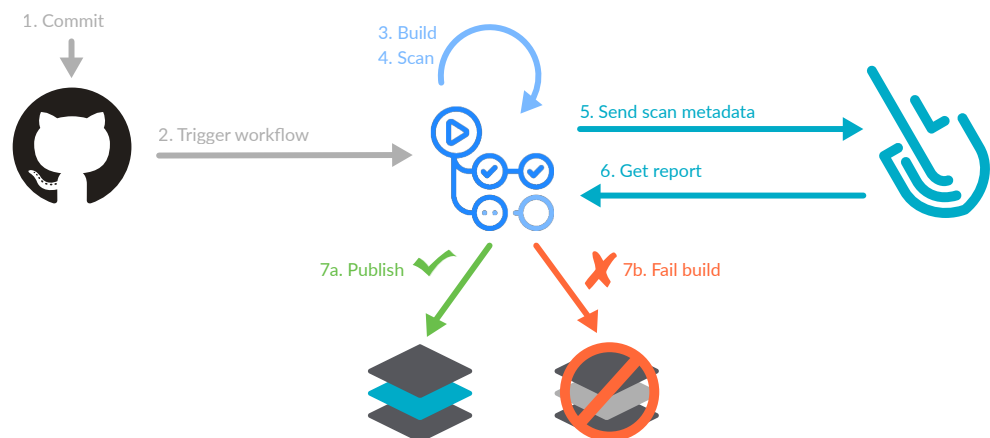 1. Commit
2. Trigger workflow
3. Build
4. Scan
5. Send scan metadata
6. Get report
7a. Publish
7b. Fail build